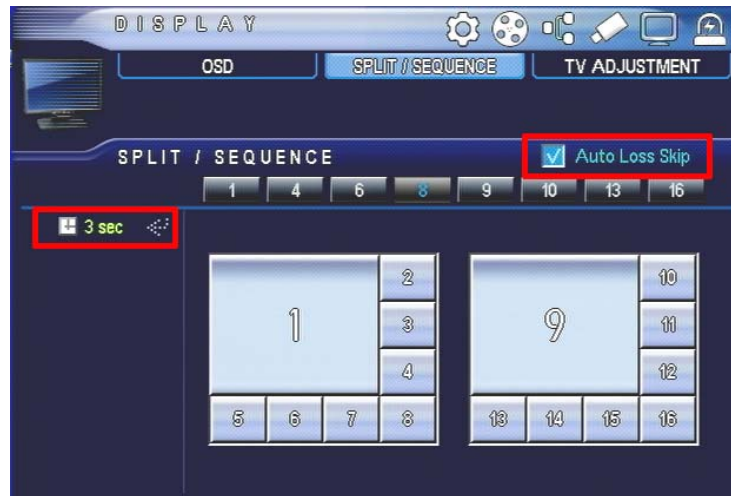 DISPLAY
OSD SPLIT / SEQUENCE TV ADJUSTMENT
SPLIT / SEQUENCE Auto Loss Skip
1 4 6 8 9 10 13 16
3 sec
1 2 3 4
5 6 7 8
9 10 11 12
13 14 15 16